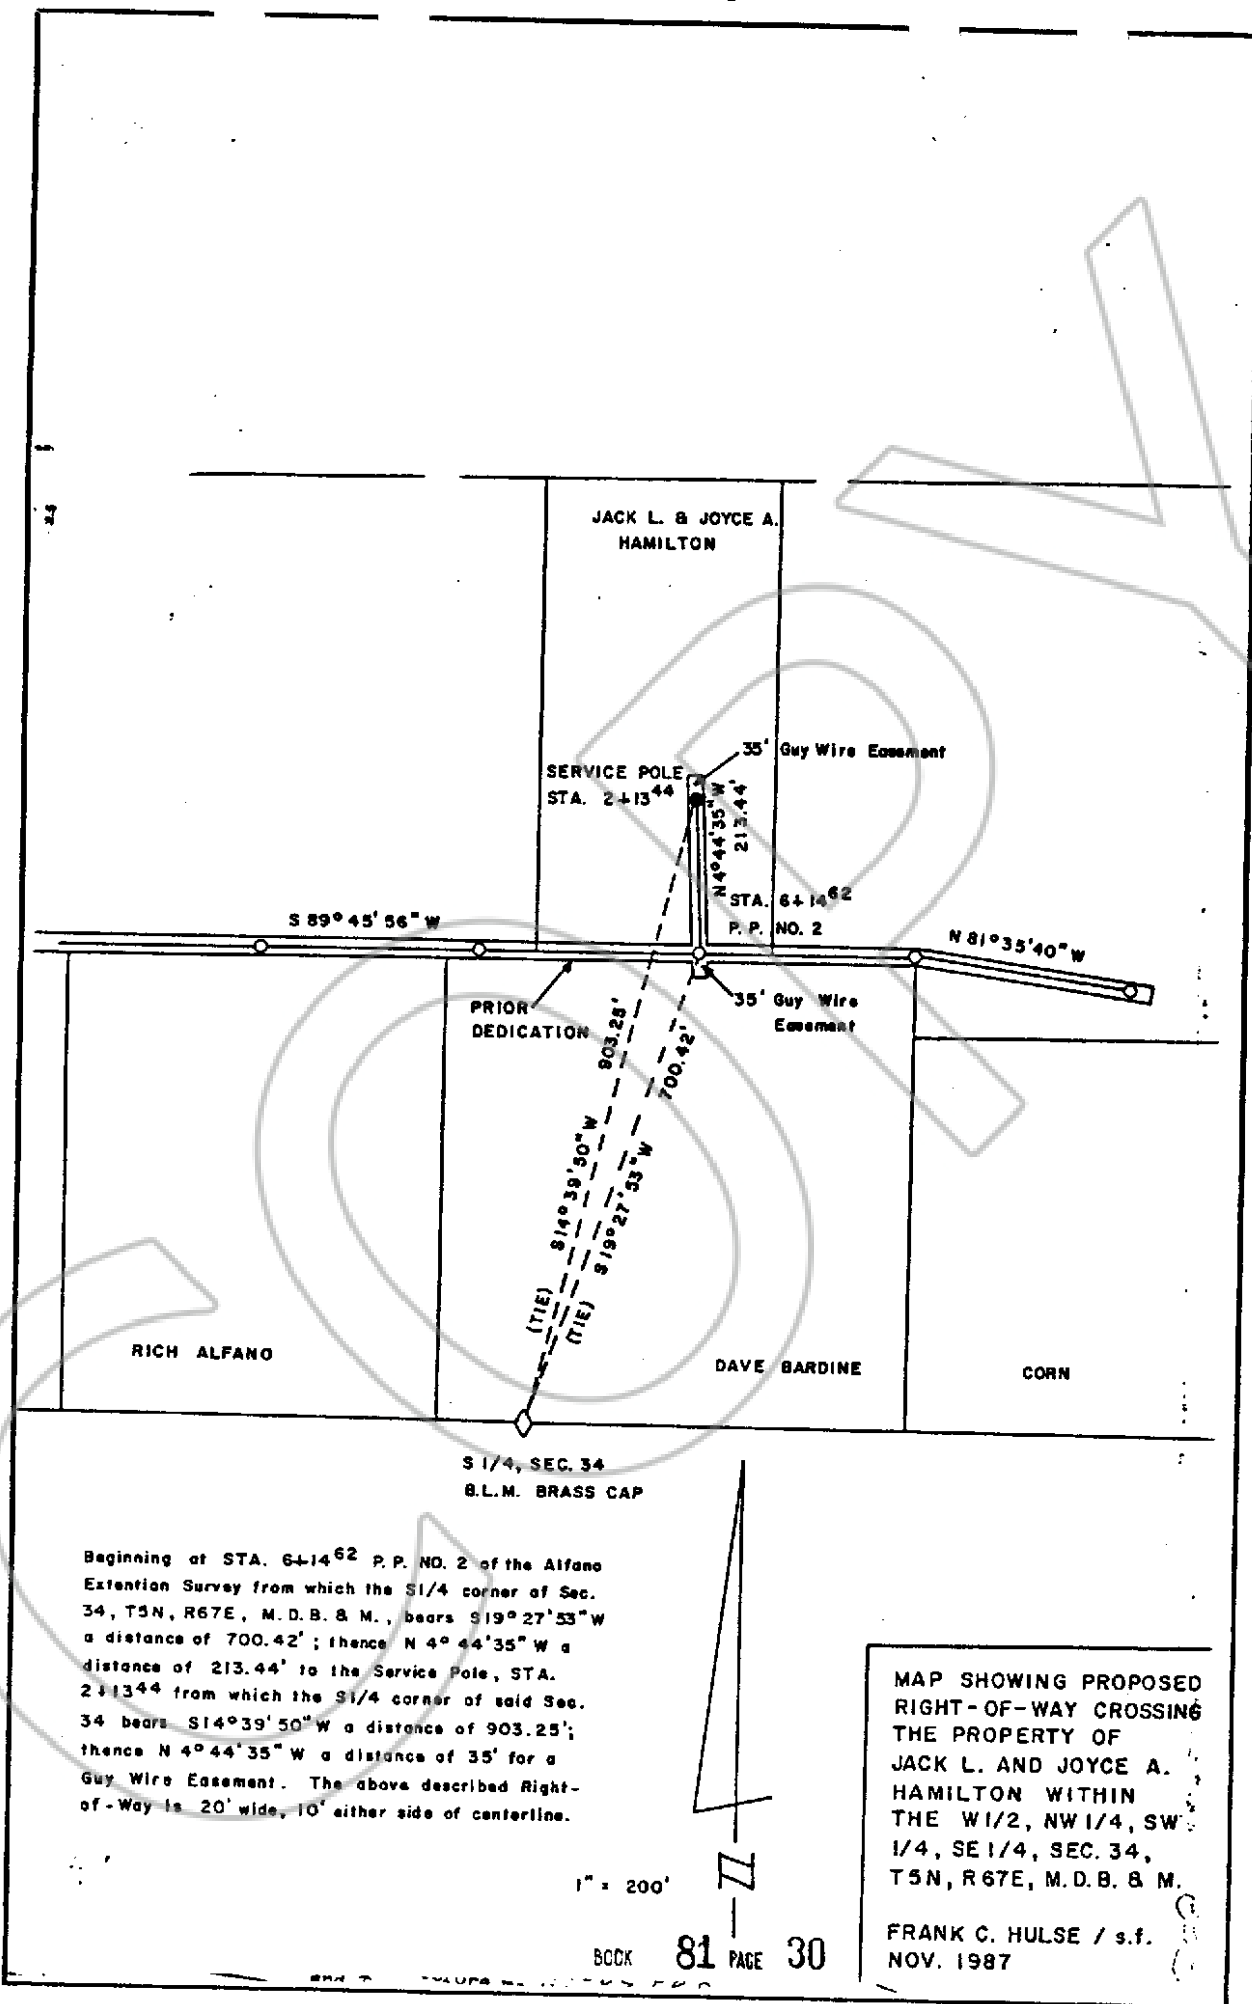 JACK L. & JOYCE A.
HAMILTON
35' Guy Wire Easement
SERVICE POLE
STA. 2+13⁴⁴
N 4° 44' 35" W
213.44'
STA. 6+14⁶²
P. P. NO. 2
S 89° 45' 56" W
N 81° 35' 40" W
PRIOR
DEDICATION
35' Guy Wire
Easement
903.25'
700.42'
S 14° 39' 50" W
S 19° 27' 53" W
(TIE)
(TIE)
RICH ALFANO
DAVE BARDINE
CORN
S 1/4, SEC. 34
B.L.M. BRASS CAP
Beginning at STA. 6+14⁶² P. P. NO. 2 of the Alfano
Extention Survey from which the S1/4 corner of Sec.
34, T5N, R67E, M. D. B. & M., bears S19° 27' 53" W
a distance of 700.42' ; thence N 4° 44' 35" W a
distance of 213.44' to the Service Pole, STA.
2+13⁴⁴ from which the S1/4 corner of said Sec.
34 bears S14° 39' 50" W a distance of 903.25';
thence N 4° 44' 35" W a distance of 35' for a
Guy Wire Easement. The above described Right-
of-Way is 20' wide, 10' either side of centerline.
1" = 200'
MAP SHOWING PROPOSED
RIGHT-OF-WAY CROSSING
THE PROPERTY OF
JACK L. AND JOYCE A.
HAMILTON WITHIN
THE W1/2, NW 1/4, SW
1/4, SE 1/4, SEC. 34,
T5N, R67E, M. D. B. & M.
FRANK C. HULSE / s.f.
NOV. 1987
BOOK 81 PAGE 30
COPY